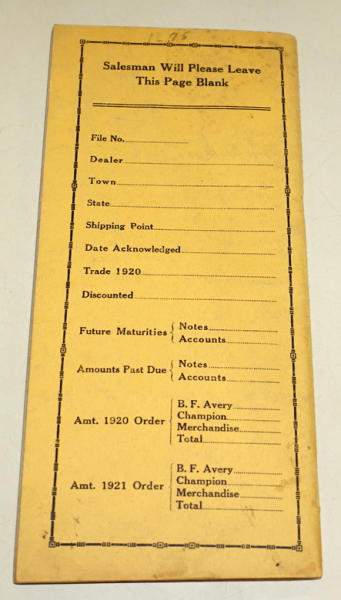 Salesman Will Please Leave
This Page Blank
File No.
Dealer
Town
State
Shipping Point
Date Acknowledged
Trade 1920
Discounted
Future Maturities { Notes
Accounts
Amounts Past Due { Notes
Accounts
Amt. 1920 Order { B. F. Avery
Champion
Merchandise
Total
Amt. 1921 Order { B. F. Avery
Champion
Merchandise
Total